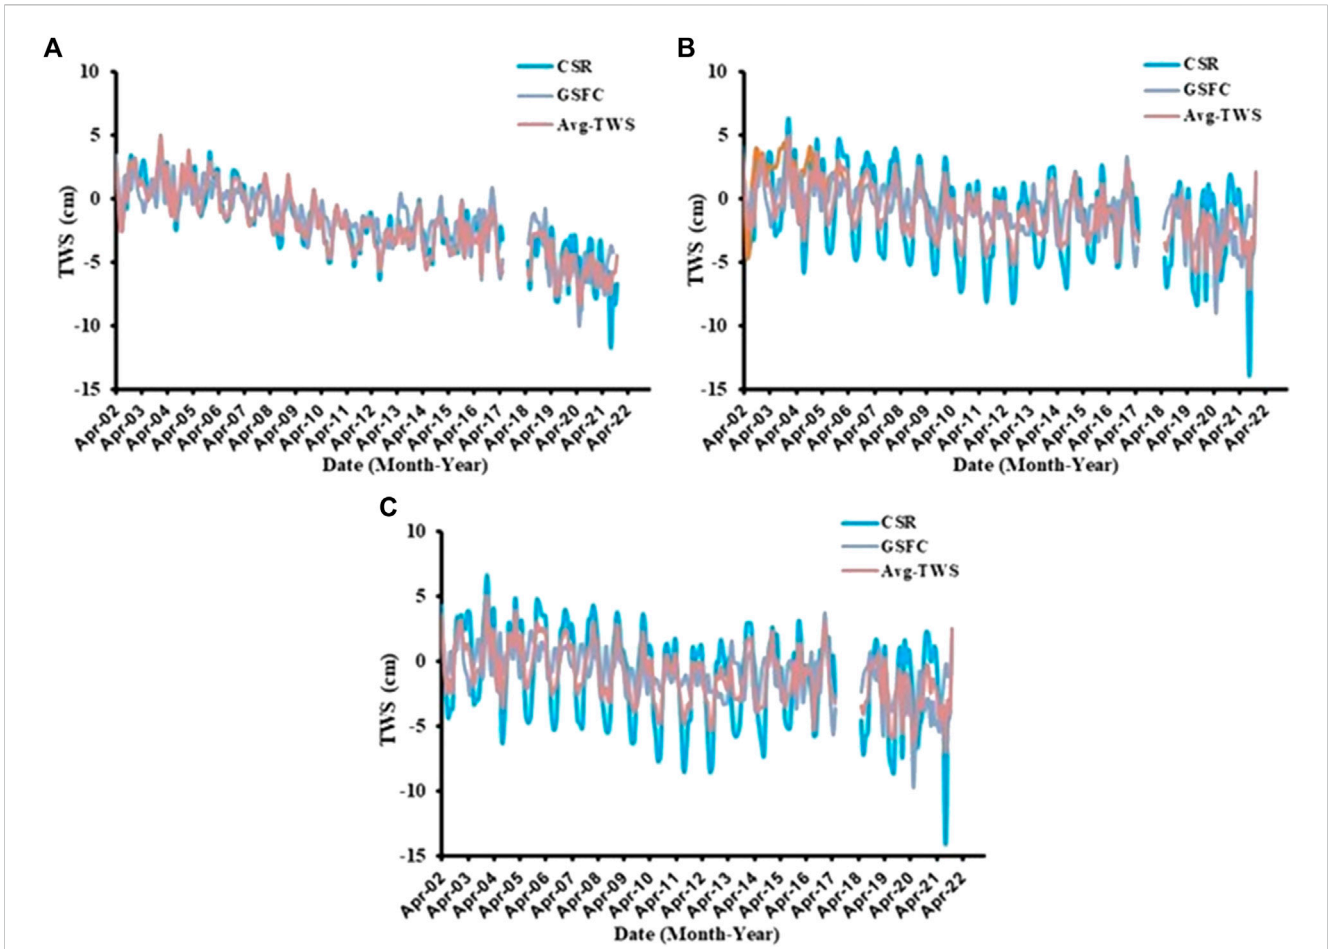 A
CSR
GSFC
Avg-TWS
10
5
0
-5
-10
-15
TWS (cm)
Apr-02 Apr-03 Apr-04 Apr-05 Apr-06 Apr-07 Apr-08 Apr-09 Apr-10 Apr-11 Apr-12 Apr-13 Apr-14 Apr-15 Apr-16 Apr-17 Apr-18 Apr-19 Apr-20 Apr-21 Apr-22
Date (Month-Year)
B
CSR
GSFC
Avg-TWS
10
5
0
-5
-10
-15
TWS (cm)
Apr-02 Apr-03 Apr-04 Apr-05 Apr-06 Apr-07 Apr-08 Apr-09 Apr-10 Apr-11 Apr-12 Apr-13 Apr-14 Apr-15 Apr-16 Apr-17 Apr-18 Apr-19 Apr-20 Apr-21 Apr-22
Date (Month-Year)
C
CSR
GSFC
Avg-TWS
10
5
0
-5
-10
-15
TWS (cm)
Apr-02 Apr-03 Apr-04 Apr-05 Apr-06 Apr-07 Apr-08 Apr-09 Apr-10 Apr-11 Apr-12 Apr-13 Apr-14 Apr-15 Apr-16 Apr-17 Apr-18 Apr-19 Apr-20 Apr-21 Apr-22
Date (Month-Year)